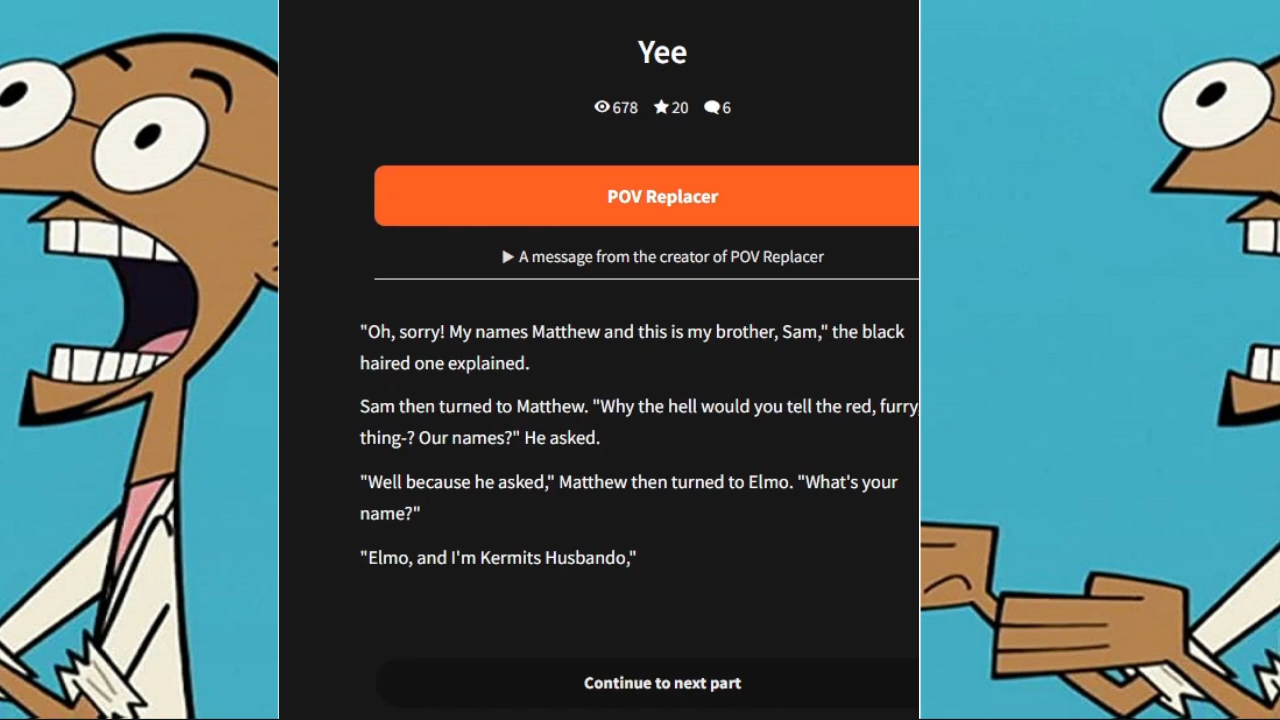 Yee
678 20 6
POV Replacer
A message from the creator of POV Replacer
"Oh, sorry! My names Matthew and this is my brother, Sam," the black
haired one explained.
Sam then turned to Matthew. "Why the hell would you tell the red, furry,
thing-? Our names?" He asked.
"Well because he asked," Matthew then turned to Elmo. "What's your
name?"
"Elmo, and I'm Kermits Husbando,"
Continue to next part